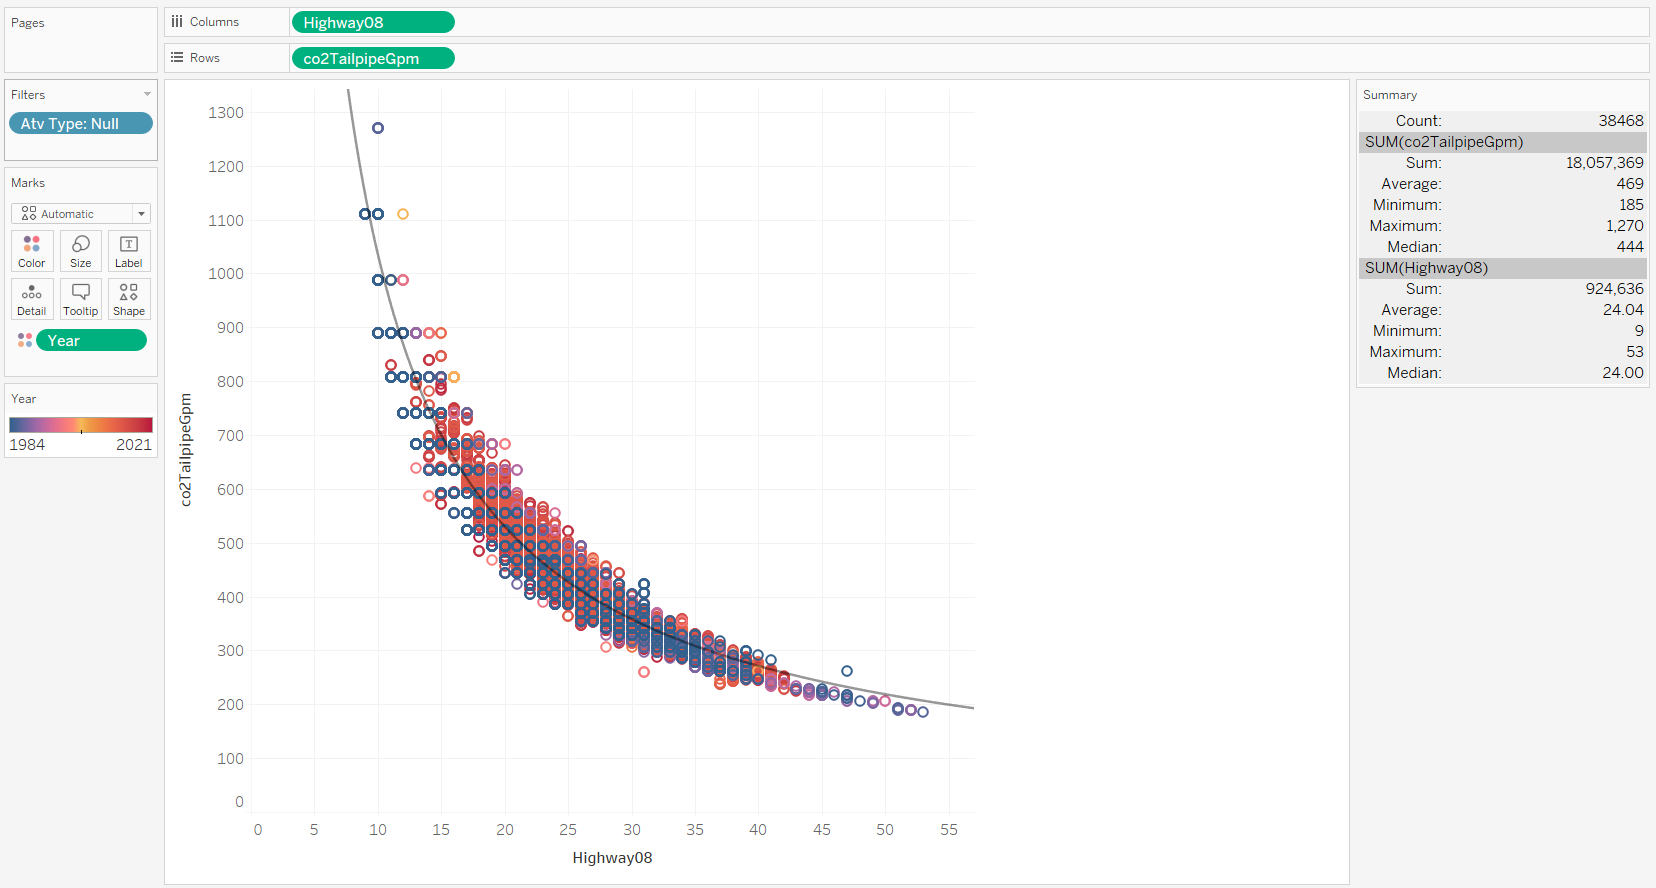 Pages
Columns
Highway08
Rows
co2TailpipeGpm
Filters
Atv Type: Null
Marks
Automatic
Color
Size
Label
Detail
Tooltip
Shape
Year
Year
1984
2021
1300
1200
1100
1000
900
800
700
600
500
400
300
200
100
0
co2TailpipeGpm
0
5
10
15
20
25
30
35
40
45
50
55
Highway08
Summary
Count: 38468
SUM(co2TailpipeGpm)
Sum: 18,057,369
Average: 469
Minimum: 185
Maximum: 1,270
Median: 444
SUM(Highway08)
Sum: 924,636
Average: 24.04
Minimum: 9
Maximum: 53
Median: 24.00